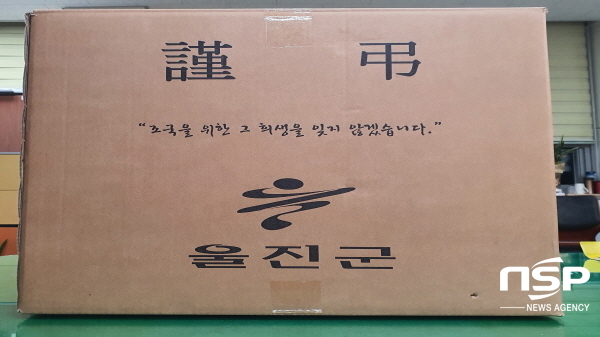 謹 弔
“조국을 위한 그 희생을 잊지 않겠습니다.”
울진군
NSP
NEWS AGENCY